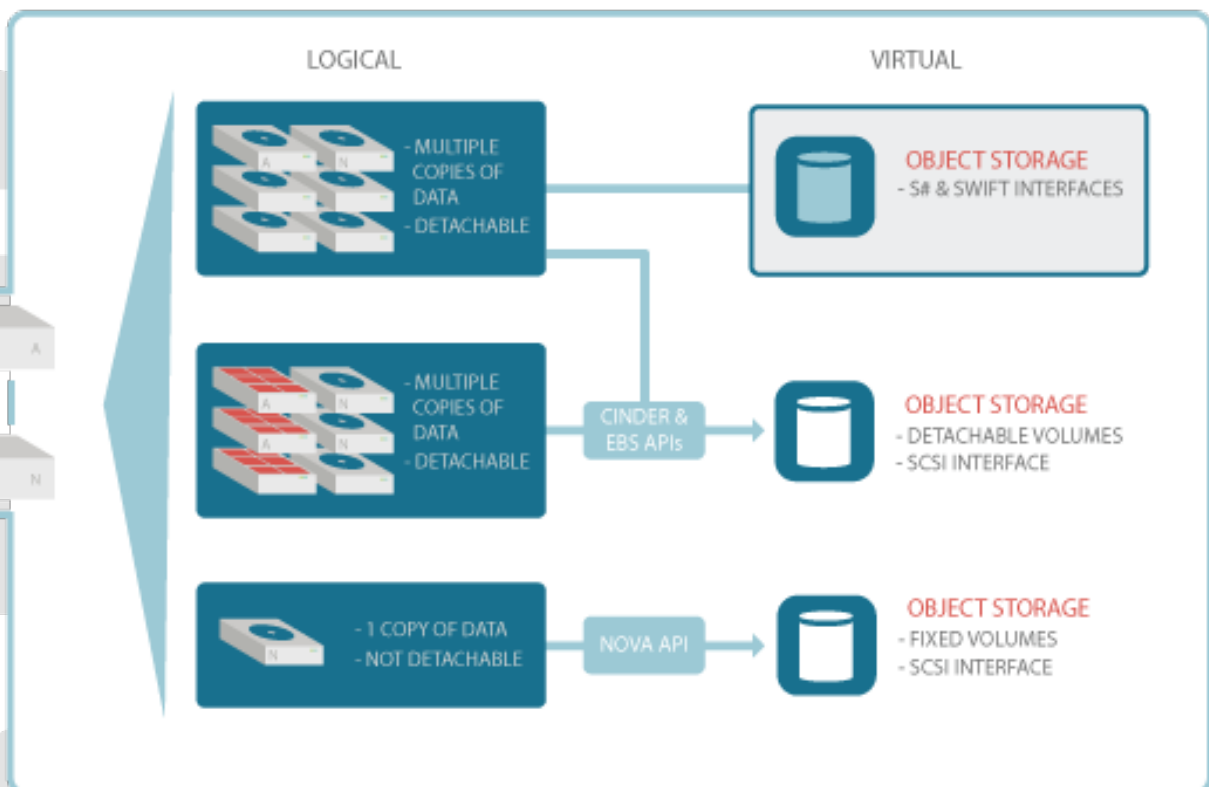 LOGICAL
VIRTUAL
A
N
- MULTIPLE
COPIES OF
DATA
- DETACHABLE
OBJECT STORAGE
- S# & SWIFT INTERFACES
A
N
A
N
A
N
- MULTIPLE
COPIES OF
DATA
- DETACHABLE
CINDER &
EBS APIs
OBJECT STORAGE
- DETACHABLE VOLUMES
- SCSI INTERFACE
N
- 1 COPY OF DATA
- NOT DETACHABLE
NOVA API
OBJECT STORAGE
- FIXED VOLUMES
- SCSI INTERFACE